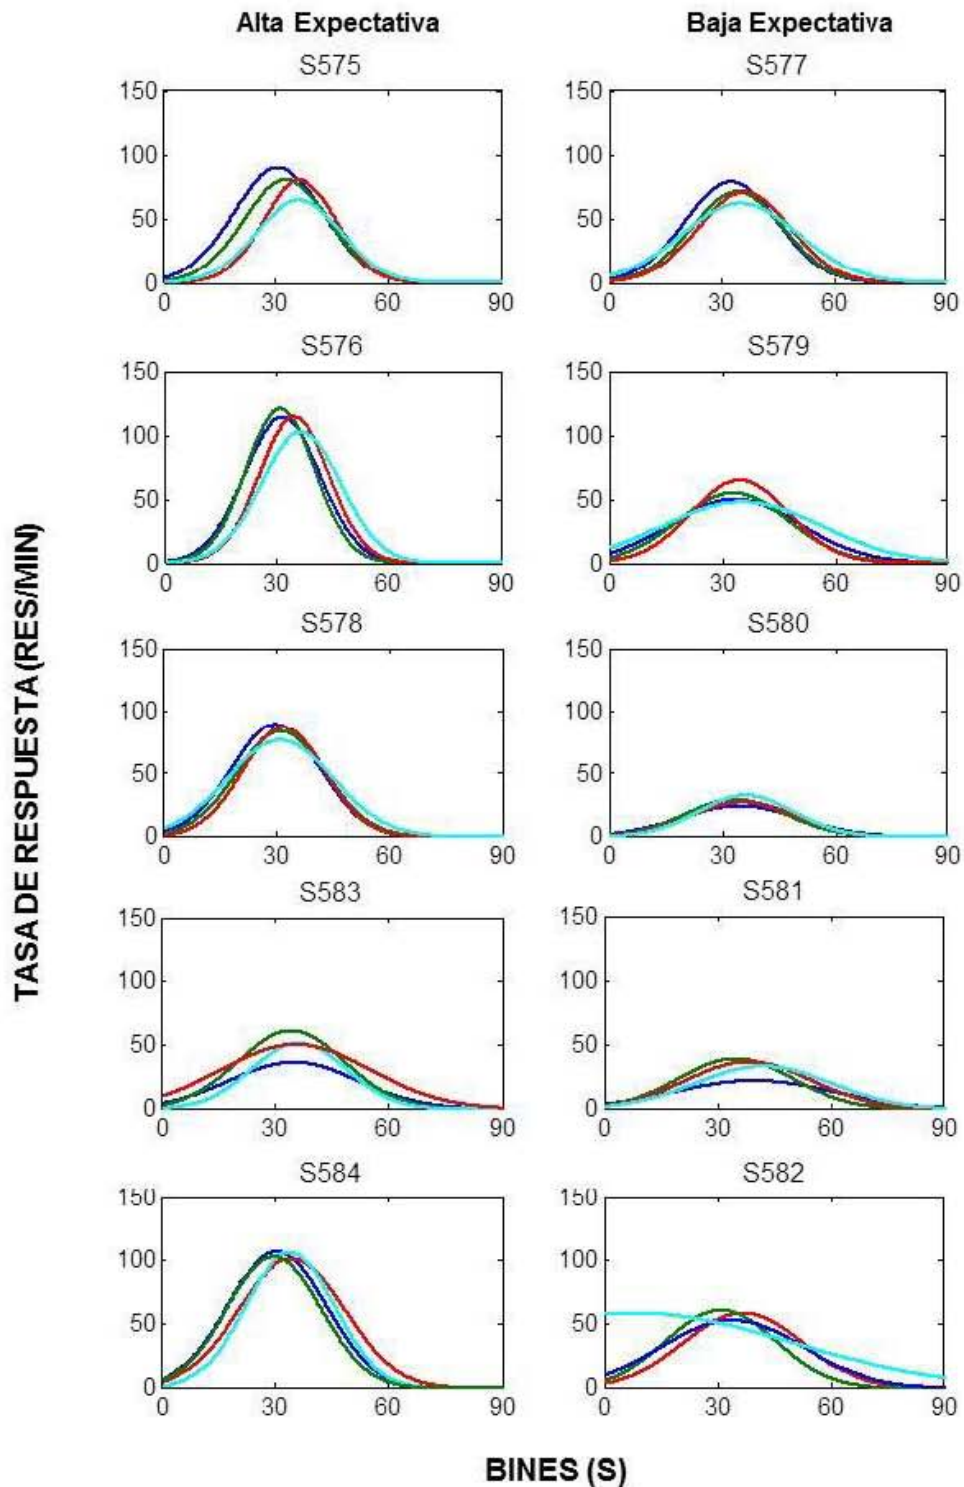 Alta Expectativa
Baja Expectativa
S575
S577
150
100
50
0
0 30 60 90
150
100
50
0
0 30 60 90
S576
S579
150
100
50
0
0 30 60 90
150
100
50
0
0 30 60 90
S578
S580
150
100
50
0
0 30 60 90
150
100
50
0
0 30 60 90
S583
S581
150
100
50
0
0 30 60 90
150
100
50
0
0 30 60 90
S584
S582
150
100
50
0
0 30 60 90
150
100
50
0
0 30 60 90
TASA DE RESPUESTA (RES/MIN)
BINES (S)